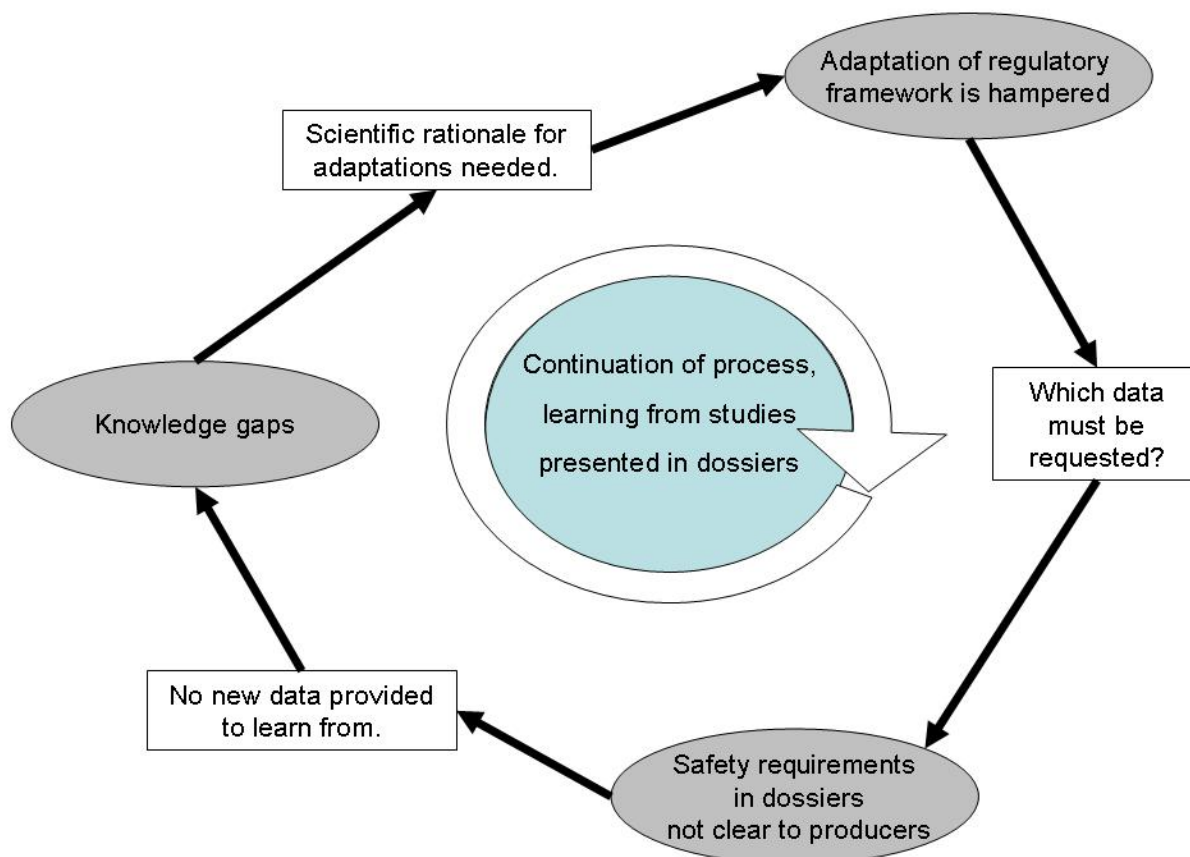 Adaptation of regulatory
framework is hampered
Scientific rationale for
adaptations needed.
Continuation of process,
learning from studies
presented in dossiers
Which data
must be
requested?
Knowledge gaps
No new data provided
to learn from.
Safety requirements
in dossiers
not clear to producers